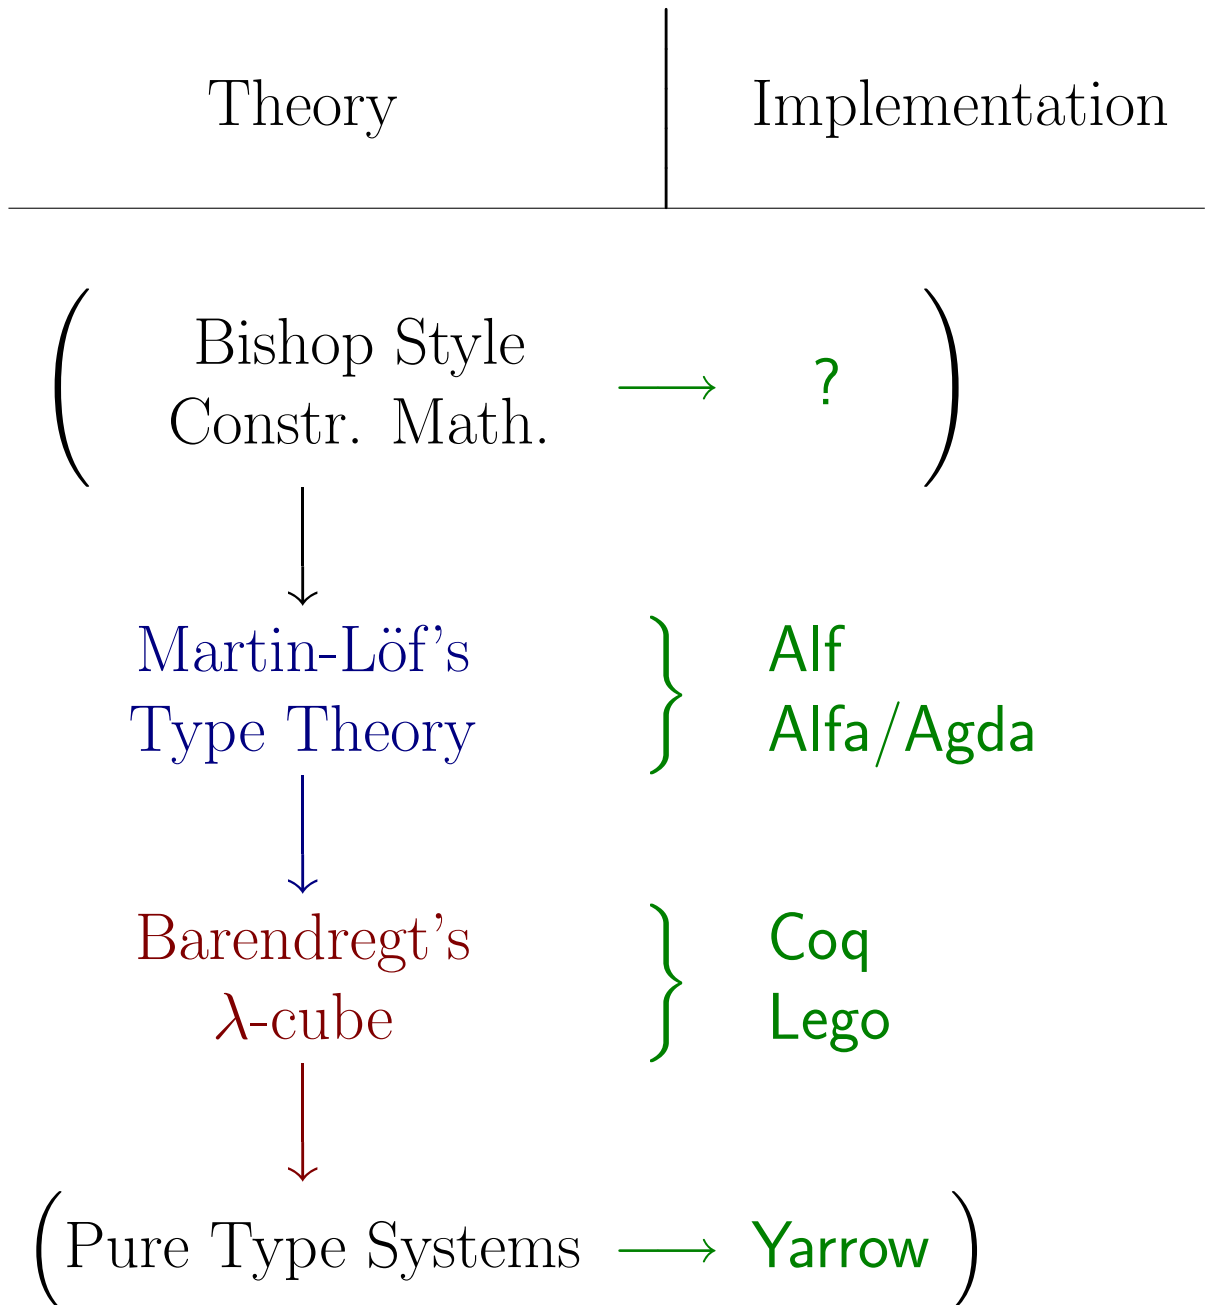 Theory Implementation
Bishop Style
Constr. Math.
?
Martin-Löf's
Type Theory
Alf
Alfa/Agda
Barendregt's
λ-cube
Coq
Lego
Pure Type Systems
Yarrow